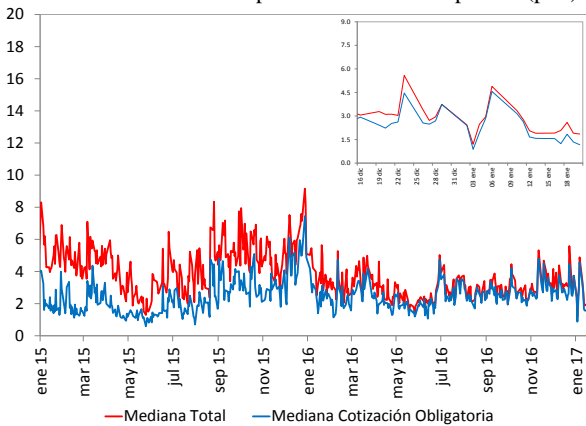 20
18
16
14
12
10
8
6
4
2
0
9.0
7.5
6.0
4.5
3.0
1.5
0.0
16 dic
19 dic
22 dic
25 dic
28 dic
31 dic
03 ene
06 ene
09 ene
12 ene
15 ene
18 ene
ene 15
mar 15
may 15
jul 15
sep 15
nov 15
ene 16
mar 16
may 16
jul 16
sep 16
nov 16
ene 17
Mediana Total
Mediana Cotización Obligatoria